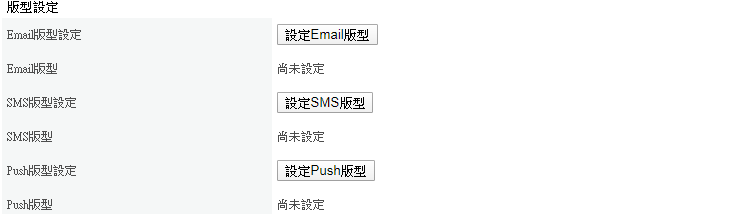 版型設定
Email版型設定 設定Email版型
Email版型 尚未設定
SMS版型設定 設定SMS版型
SMS版型 尚未設定
Push版型設定 設定Push版型
Push版型 尚未設定